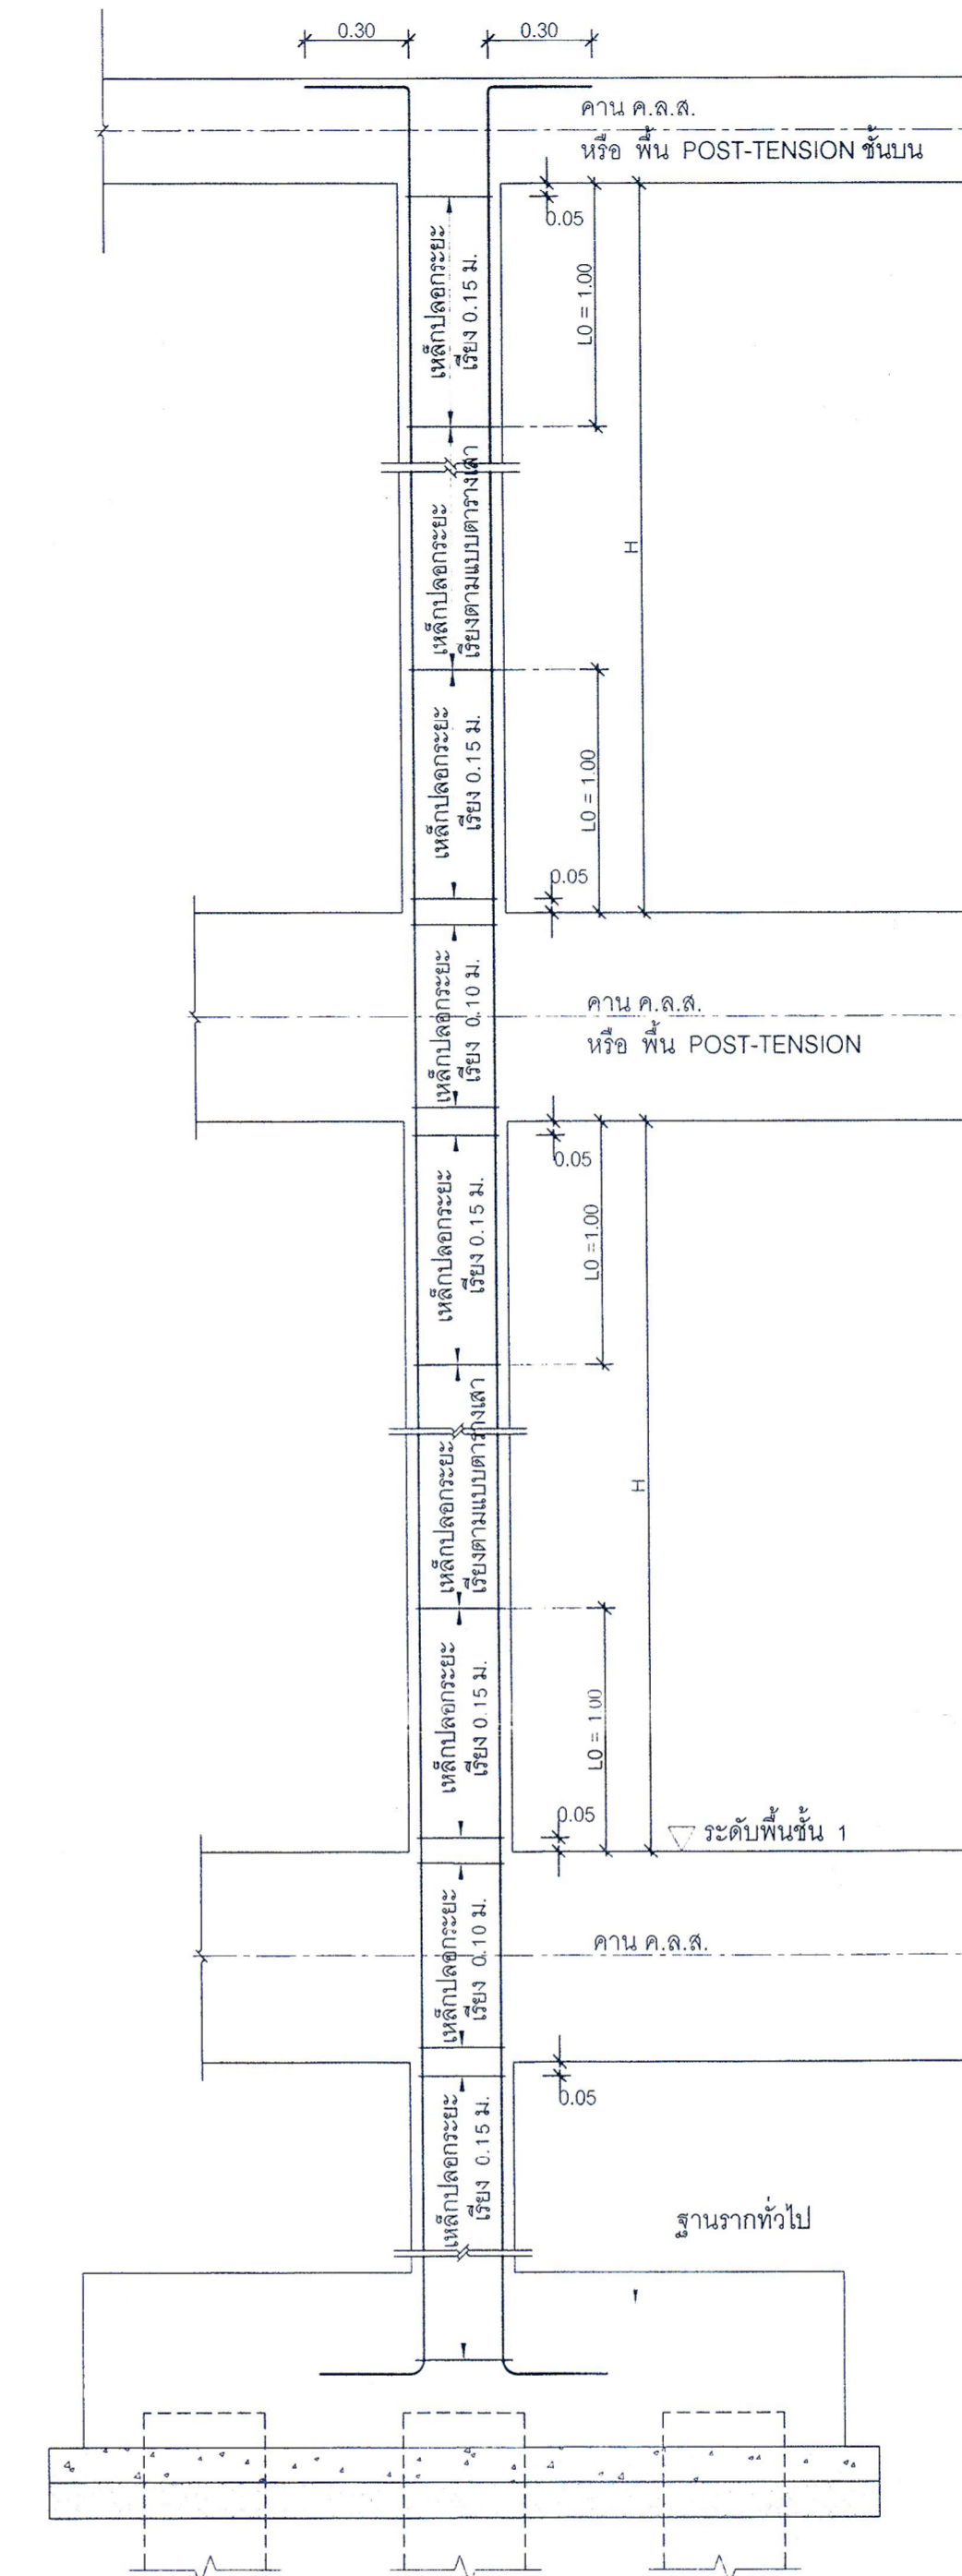 0.30 0.30
คาน ค.ส.ล.
หรือ พื้น POST-TENSION ชั้นบน
0.05
เหล็กปลอกระยะ
เรียง 0.15 ม.
L0 = 1.00
เหล็กปลอกระยะ
เรียงตามแบบตารางเสา
H
เหล็กปลอกระยะ
เรียง 0.15 ม.
L0 = 1.00
0.05
เหล็กปลอกระยะ
เรียง 0.10 ม.
คาน ค.ล.ส.
หรือ พื้น POST-TENSION
0.05
เหล็กปลอกระยะ
เรียง 0.15 ม.
L0 =1.00
เหล็กปลอกระยะ
เรียงตามแบบตารางเสา
H
เหล็กปลอกระยะ
เรียง 0.15 ม.
L0 = 1.00
0.05
ระดับพื้นชั้น 1
เหล็กปลอกระยะ
เรียง 0.10 ม.
คาน ค.ล.ส.
0.05
เหล็กปลอกระยะ
เรียง 0.15 ม.
ฐานรากทั่วไป